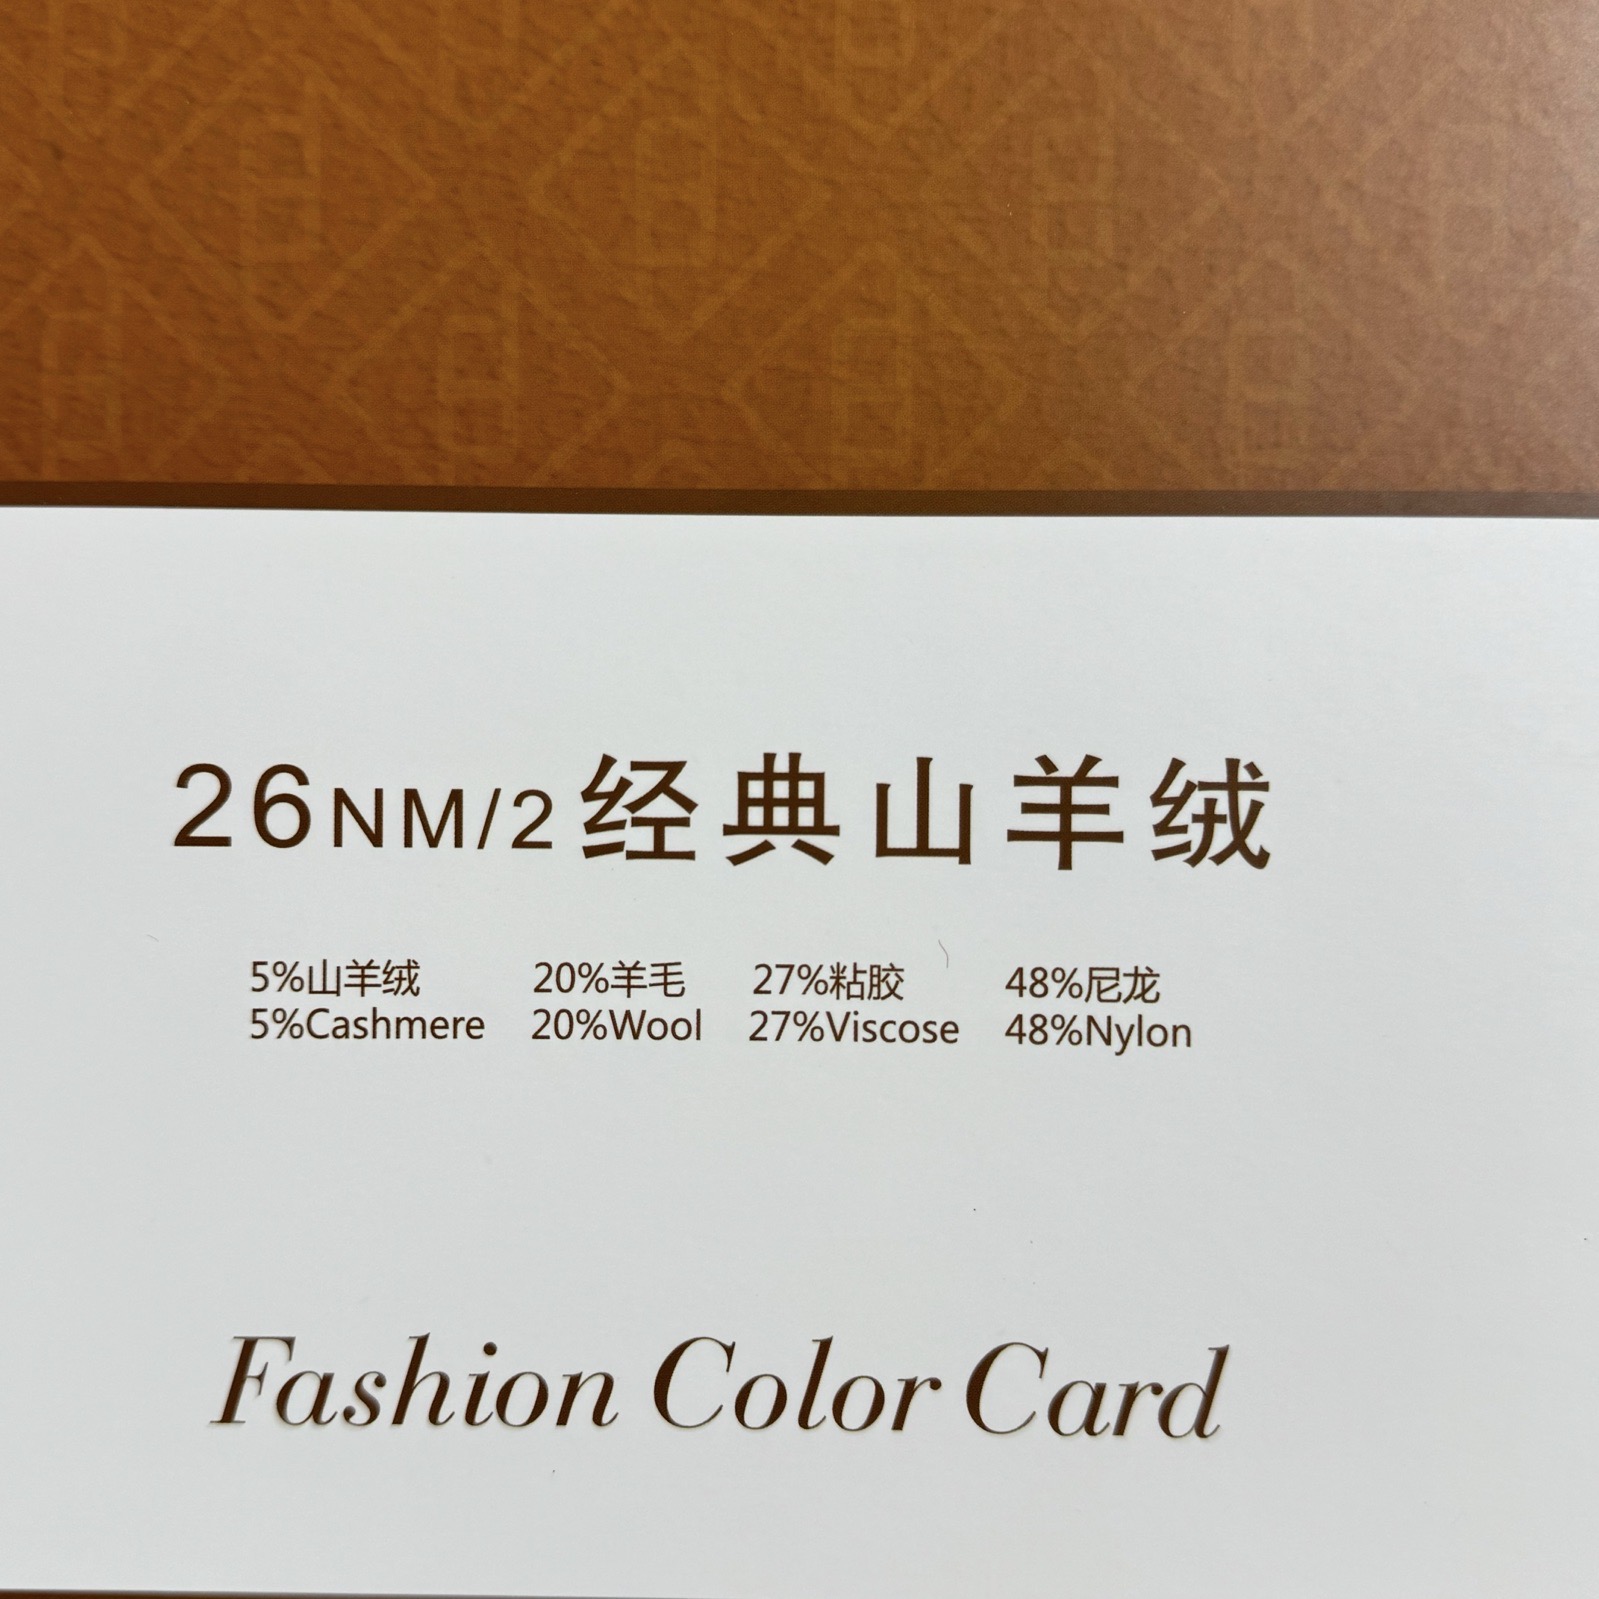 26NM/2经典山羊绒
5%山羊绒 20%羊毛 27%粘胶 48%尼龙
5%Cashmere 20%Wool 27%Viscose 48%Nylon
Fashion Color Card